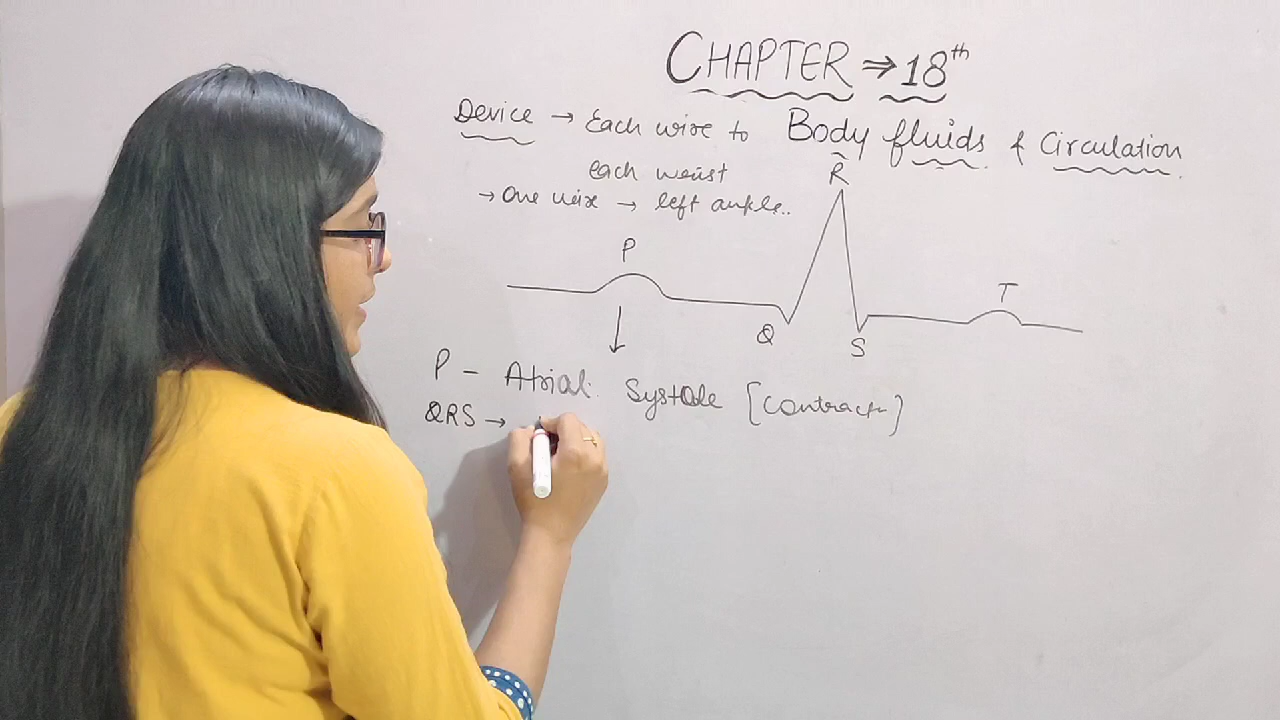 CHAPTER ⇒ 18th
Device → Each wire to
Body fluids & Circulation
each waist
→ One wire → left ankle..
P
R
Q
S
T
P - Atrial Systole [Contract]
QRS →